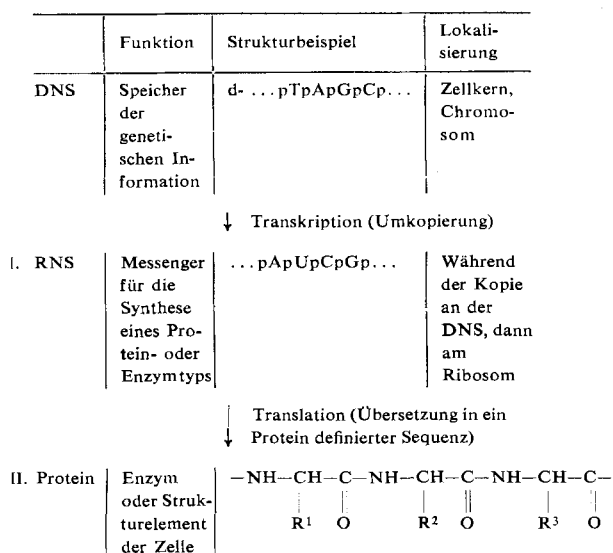 Funktion Strukturbeispiel Lokali-
sierung
DNS Speicher d- ...pTpApGpCp... Zellkern,
der Chromo-
geneti- som
schen In-
formation
↓ Transkription (Umkopierung)
I. RNS Messenger ...pApUpCpGp... Während
für die der Kopie
Synthese an der
eines Pro- DNS, dann
tein- oder am
Enzymtyps Ribosom
Translation (Übersetzung in ein
↓ Protein definierter Sequenz)
II. Protein Enzym –NH–CH–C–NH–CH–C–NH–CH–C–
oder Struk-
turelement R¹ O R² O R³ O
der Zelle